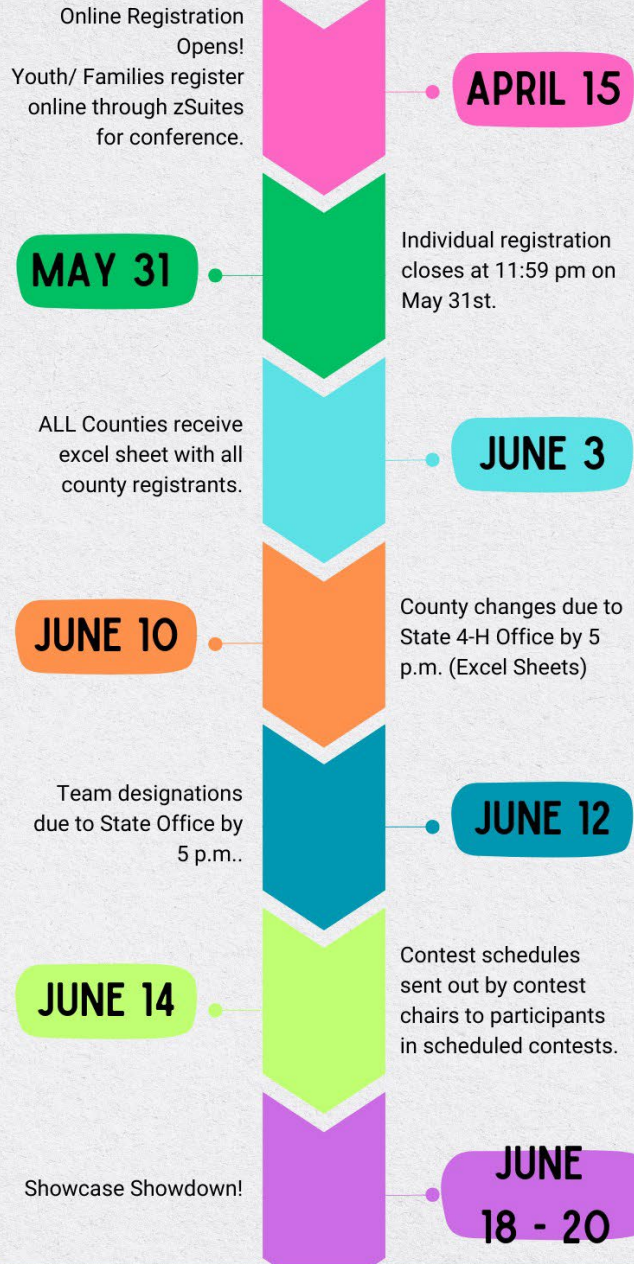 Online Registration
Opens!
Youth/ Families register
online through zSuites
for conference.
APRIL 15
MAY 31
Individual registration
closes at 11:59 pm on
May 31st.
ALL Counties receive
excel sheet with all
county registrants.
JUNE 3
JUNE 10
County changes due to
State 4-H Office by 5
p.m. (Excel Sheets)
Team designations
due to State Office by
5 p.m..
JUNE 12
JUNE 14
Contest schedules
sent out by contest
chairs to participants
in scheduled contests.
Showcase Showdown!
JUNE
18 - 20